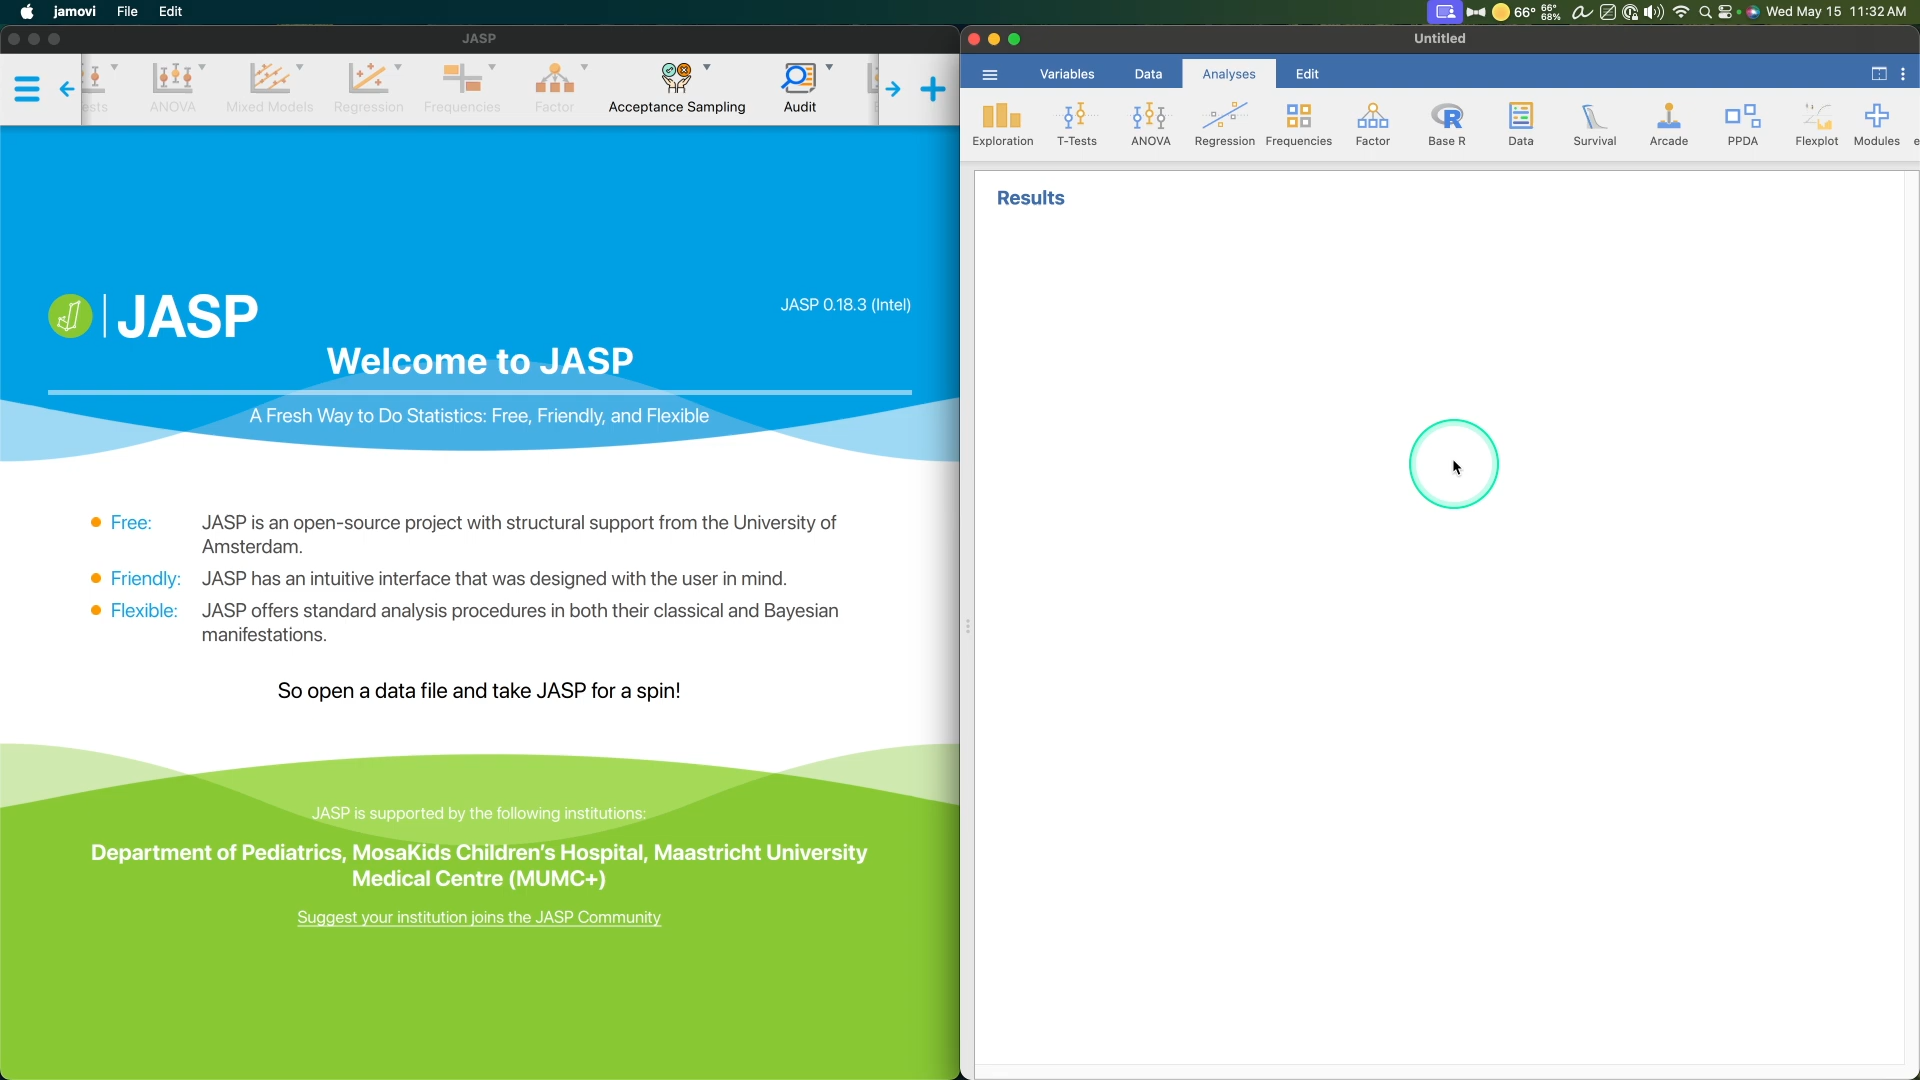 jamovi File Edit
66° 66° 68% Wed May 15 11:32 AM
JASP
ests ANOVA Mixed Models Regression Frequencies Factor Acceptance Sampling Audit
JASP
JASP 0.18.3 (Intel)
Welcome to JASP
A Fresh Way to Do Statistics: Free, Friendly, and Flexible
Free: JASP is an open-source project with structural support from the University of
Amsterdam.
Friendly: JASP has an intuitive interface that was designed with the user in mind.
Flexible: JASP offers standard analysis procedures in both their classical and Bayesian
manifestations.
So open a data file and take JASP for a spin!
JASP is supported by the following institutions:
Department of Pediatrics, MosaKids Children's Hospital, Maastricht University
Medical Centre (MUMC+)
Suggest your institution joins the JASP Community
Untitled
Variables Data Analyses Edit
Exploration T-Tests ANOVA Regression Frequencies Factor Base R Data Survival Arcade PPDA Flexplot Modules
Results